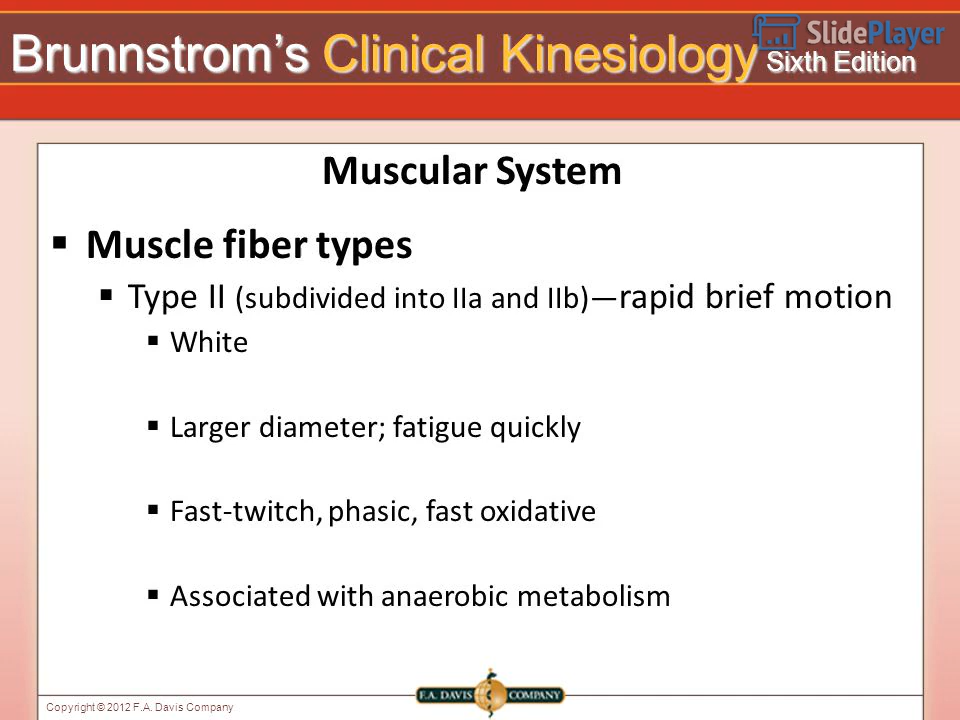 Brunnstrom's Clinical Kinesiology Sixth Edition
SlidePlayer
Muscular System
▪ Muscle fiber types
▪ Type II (subdivided into IIa and IIb)—rapid brief motion
▪ White
▪ Larger diameter; fatigue quickly
▪ Fast-twitch, phasic, fast oxidative
▪ Associated with anaerobic metabolism
Copyright © 2012 F.A. Davis Company
F.A. DAVIS COMPANY